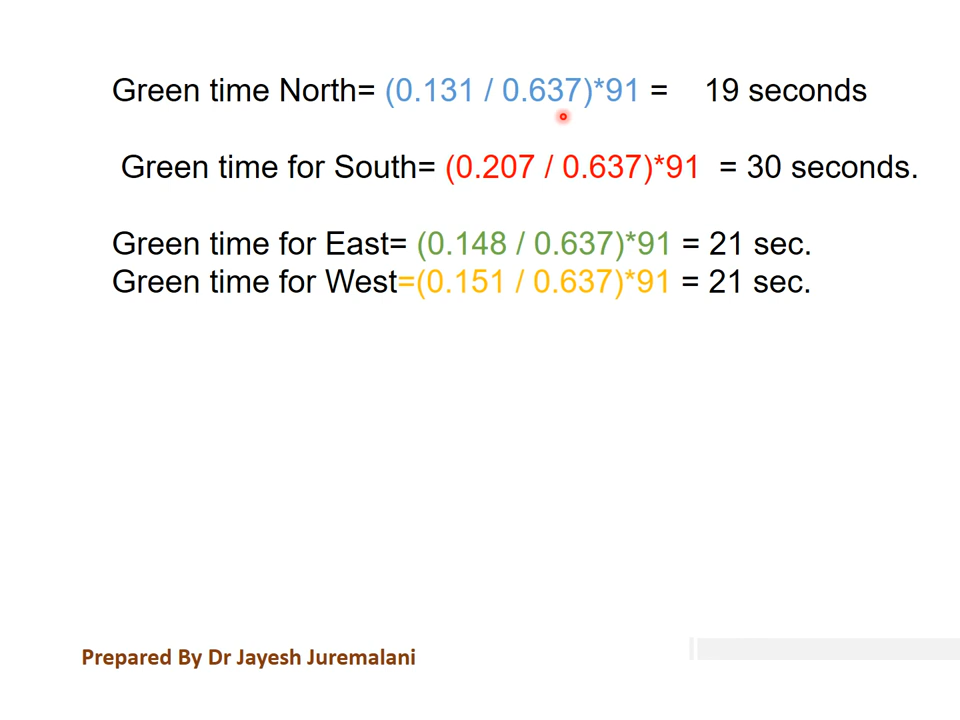 Green time North= (0.131 / 0.637)*91 = 19 seconds
Green time for South= (0.207 / 0.637)*91 = 30 seconds.
Green time for East= (0.148 / 0.637)*91 = 21 sec.
Green time for West=(0.151 / 0.637)*91 = 21 sec.
Prepared By Dr Jayesh Juremalani